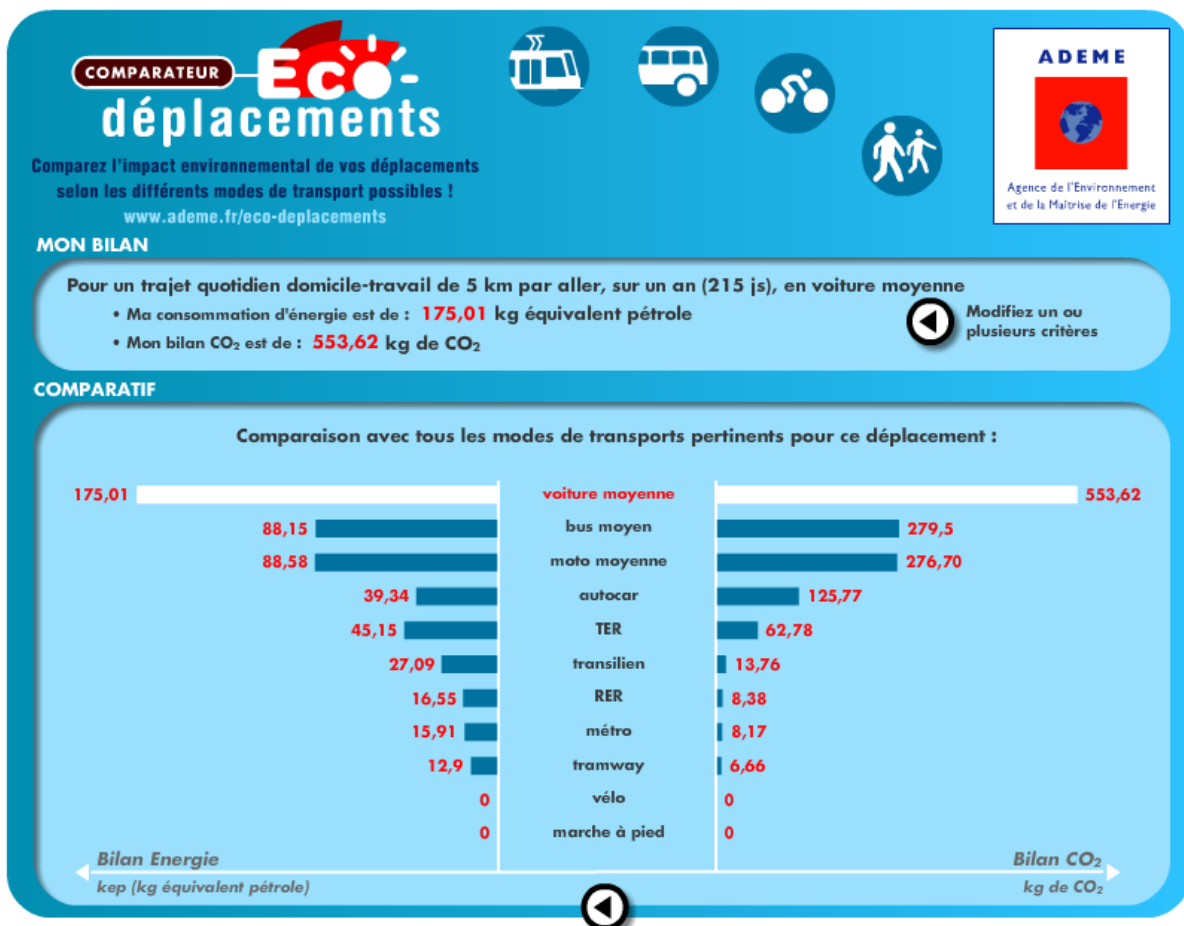 COMPARATEUR Eco-
déplacements
Comparez l'impact environnemental de vos déplacements
selon les différents modes de transport possibles !
www.ademe.fr/eco-deplacements
ADEME
Agence de l'Environnement
et de la Maîtrise de l'Energie
MON BILAN
Pour un trajet quotidien domicile-travail de 5 km par aller, sur un an (215 js), en voiture moyenne
• Ma consommation d'énergie est de : 175,01 kg équivalent pétrole
• Mon bilan CO₂ est de : 553,62 kg de CO₂
Modifiez un ou
plusieurs critères
COMPARATIF
Comparaison avec tous les modes de transports pertinents pour ce déplacement :
175,01 voiture moyenne 553,62
88,15 bus moyen 279,5
88,58 moto moyenne 276,70
39,34 autocar 125,77
45,15 TER 62,78
27,09 transilien 13,76
16,55 RER 8,38
15,91 métro 8,17
12,9 tramway 6,66
0 vélo 0
0 marche à pied 0
Bilan Energie Bilan CO₂
kep (kg équivalent pétrole) kg de CO₂